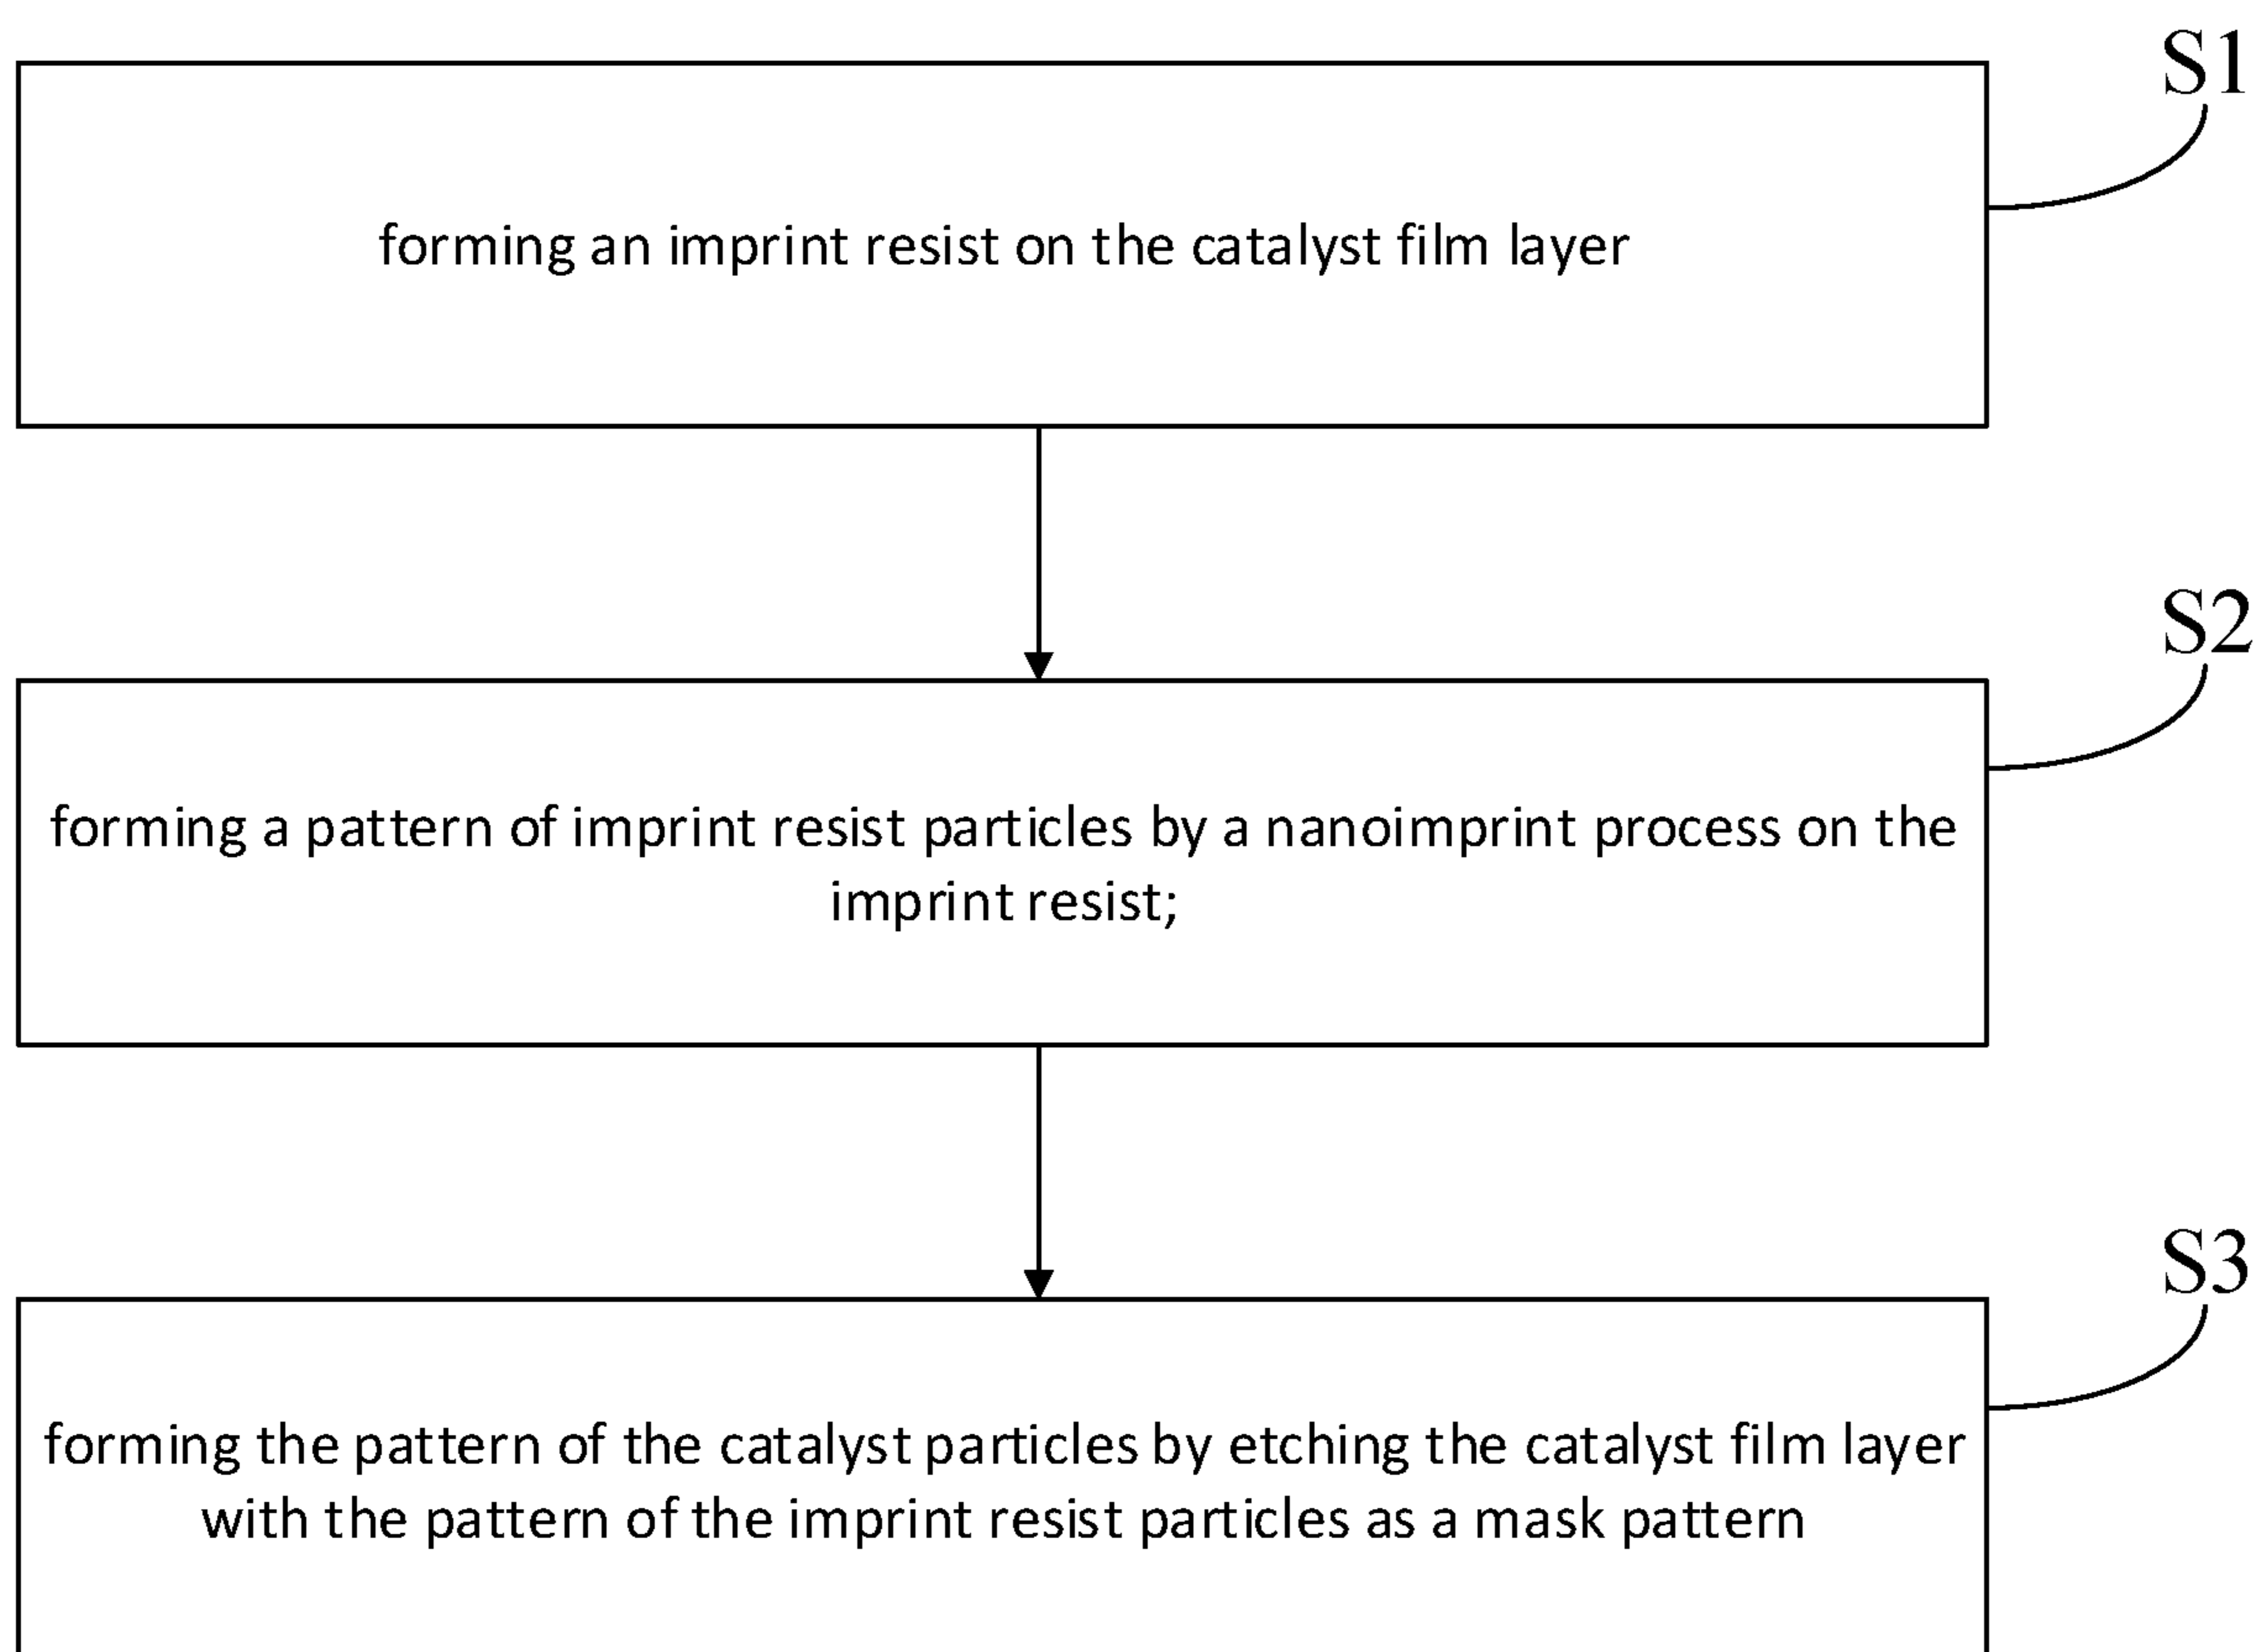 S1
forming an imprint resist on the catalyst film layer
S2
forming a pattern of imprint resist particles by a nanoimprint process on the
imprint resist;
S3
forming the pattern of the catalyst particles by etching the catalyst film layer
with the pattern of the imprint resist particles as a mask pattern